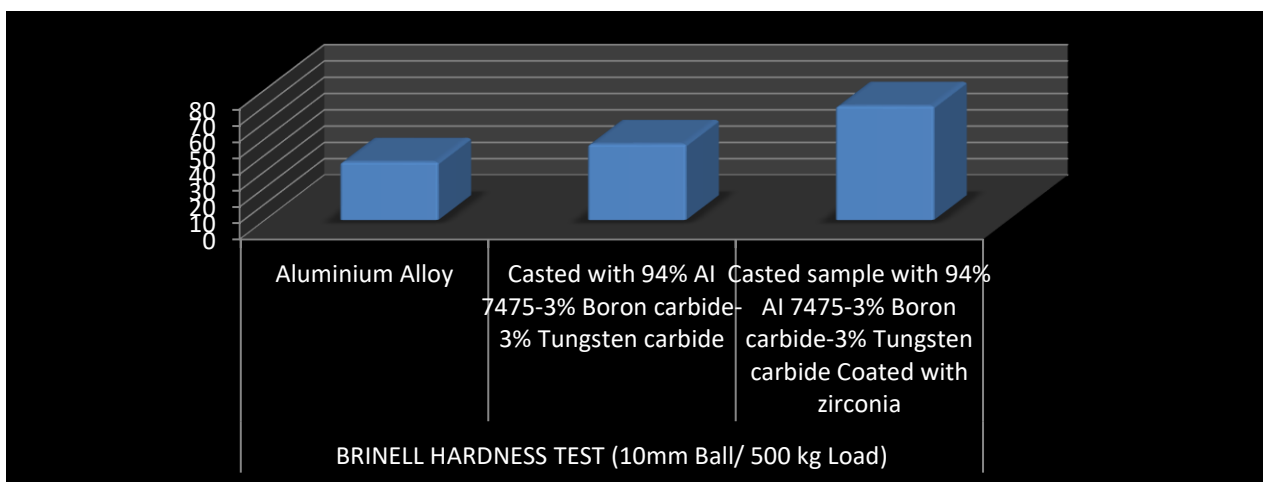 80
70
60
50
40
30
20
10
0
Aluminium Alloy
Casted with 94% AI
7475-3% Boron carbide-
3% Tungsten carbide
Casted sample with 94%
AI 7475-3% Boron
carbide-3% Tungsten
carbide Coated with
zirconia
BRINELL HARDNESS TEST (10mm Ball/ 500 kg Load)